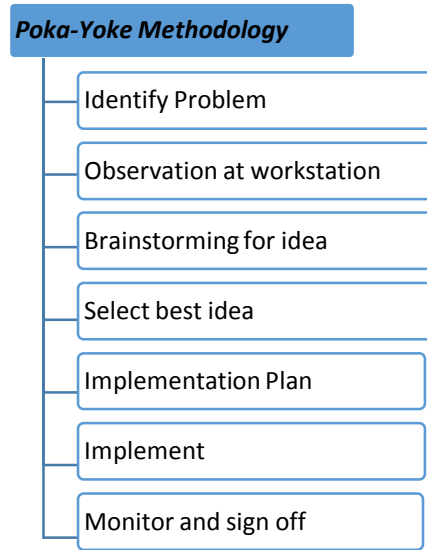 Poka-Yoke Methodology
Identify Problem
Observation at workstation
Brainstorming for idea
Select best idea
Implementation Plan
Implement
Monitor and sign off